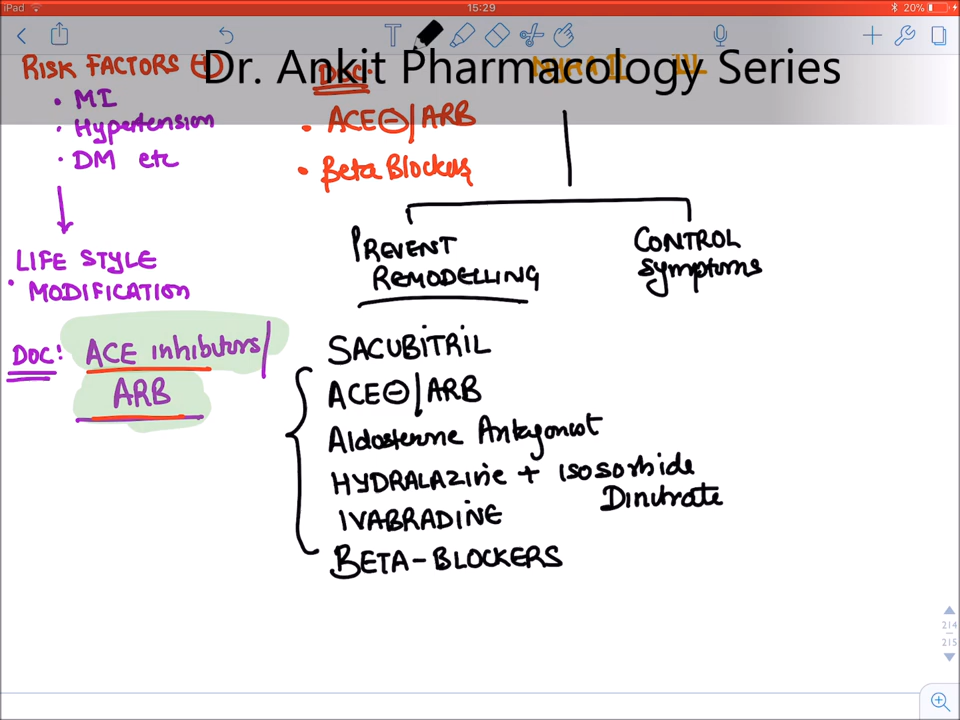 iPad
15:29
20%
Dr. Ankit Pharmacology Series
RISK FACTORS (+)
• MI
• Hypertension
• DM etc
LIFE STYLE
• MODIFICATION
DOC: ACE inhibitors/
ARB
DOC:
• ACE⊖/ARB
• Beta Blockers
PREVENT
REMODELLING
CONTROL
Symptoms
SACUBITRIL
ACE⊖/ARB
Aldosterone Antagonist
HYDRALAZINE + ISOSORBIDE
Dinitrate
IVABRADINE
BETA-BLOCKERS
214
215